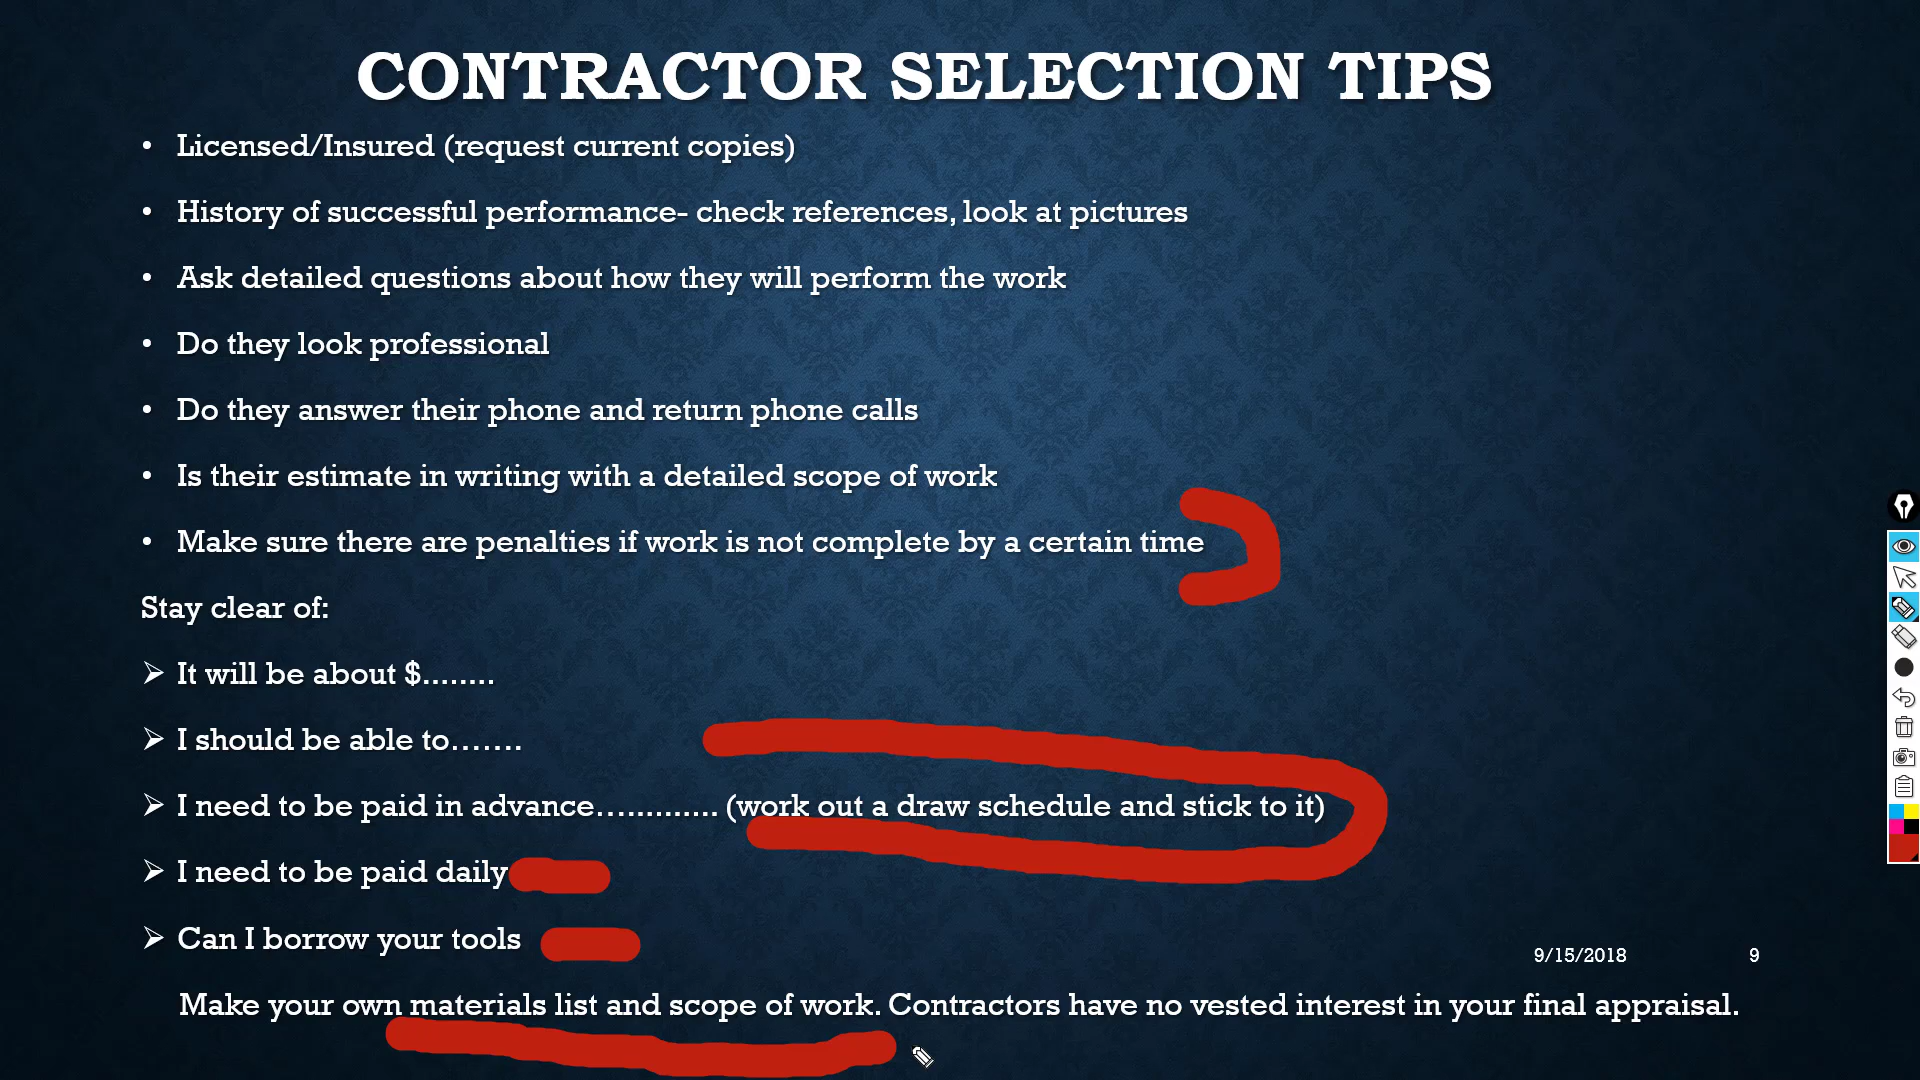 CONTRACTOR SELECTION TIPS
• Licensed/Insured (request current copies)
• History of successful performance- check references, look at pictures
• Ask detailed questions about how they will perform the work
• Do they look professional
• Do they answer their phone and return phone calls
• Is their estimate in writing with a detailed scope of work
• Make sure there are penalties if work is not complete by a certain time
Stay clear of:
➢ It will be about $........
➢ I should be able to.......
➢ I need to be paid in advance............. (work out a draw schedule and stick to it)
➢ I need to be paid daily
➢ Can I borrow your tools
9/15/2018 9
Make your own materials list and scope of work. Contractors have no vested interest in your final appraisal.